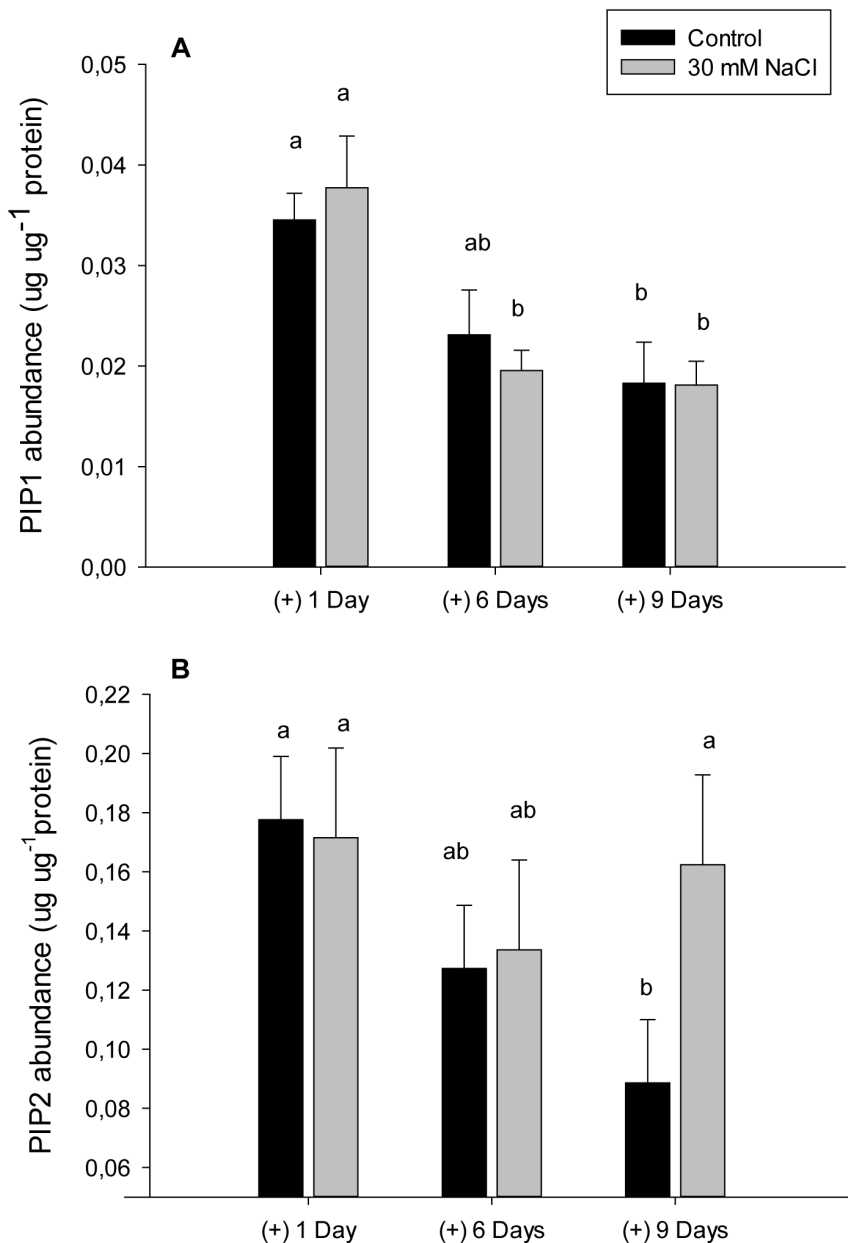 A
Control
30 mM NaCl
PIP1 abundance (ug ug⁻¹ protein)
0,05
0,04
0,03
0,02
0,01
0,00
a
a
ab
b
b
b
(+) 1 Day
(+) 6 Days
(+) 9 Days
B
PIP2 abundance (ug ug⁻¹protein)
0,22
0,20
0,18
0,16
0,14
0,12
0,10
0,08
0,06
a
a
ab
ab
b
a
(+) 1 Day
(+) 6 Days
(+) 9 Days